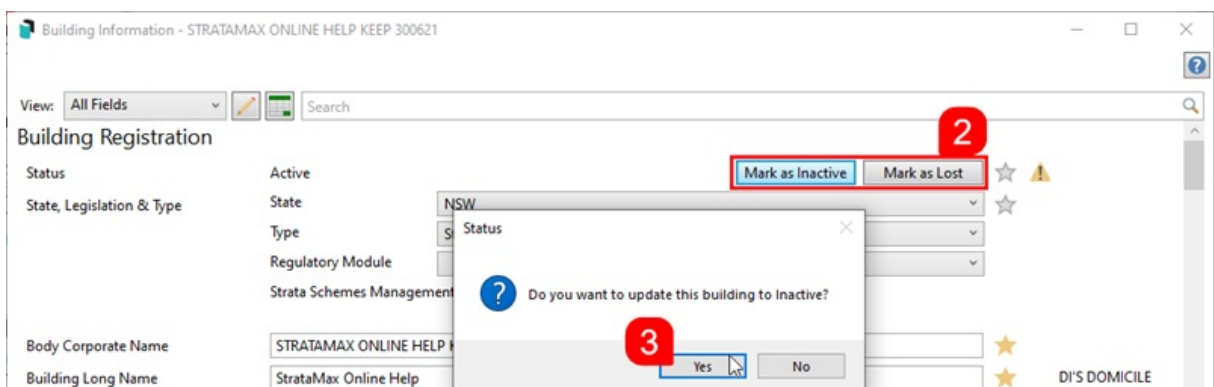 Building Information - STRATAMAX ONLINE HELP KEEP 300621
View: All Fields Search
Building Registration
2
Status Active Mark as Inactive Mark as Lost
State, Legislation & Type State NSW
Type Status
Regulatory Module
Strata Schemes Management Do you want to update this building to Inactive?
3
Body Corporate Name STRATAMAX ONLINE HELP
Yes No
Building Long Name StrataMax Online Help DI'S DOMICILE